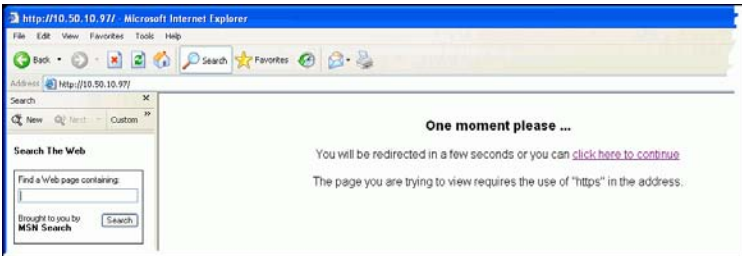 http://10.50.10.97/ - Microsoft Internet Explorer
File Edit View Favorites Tools Help
Back Search Favorites
Address http://10.50.10.97/
Search
New Next Custom »
Search The Web
Find a Web page containing:
Brought to you by
MSN Search
Search
One moment please ...
You will be redirected in a few seconds or you can click here to continue
The page you are trying to view requires the use of "https" in the address.